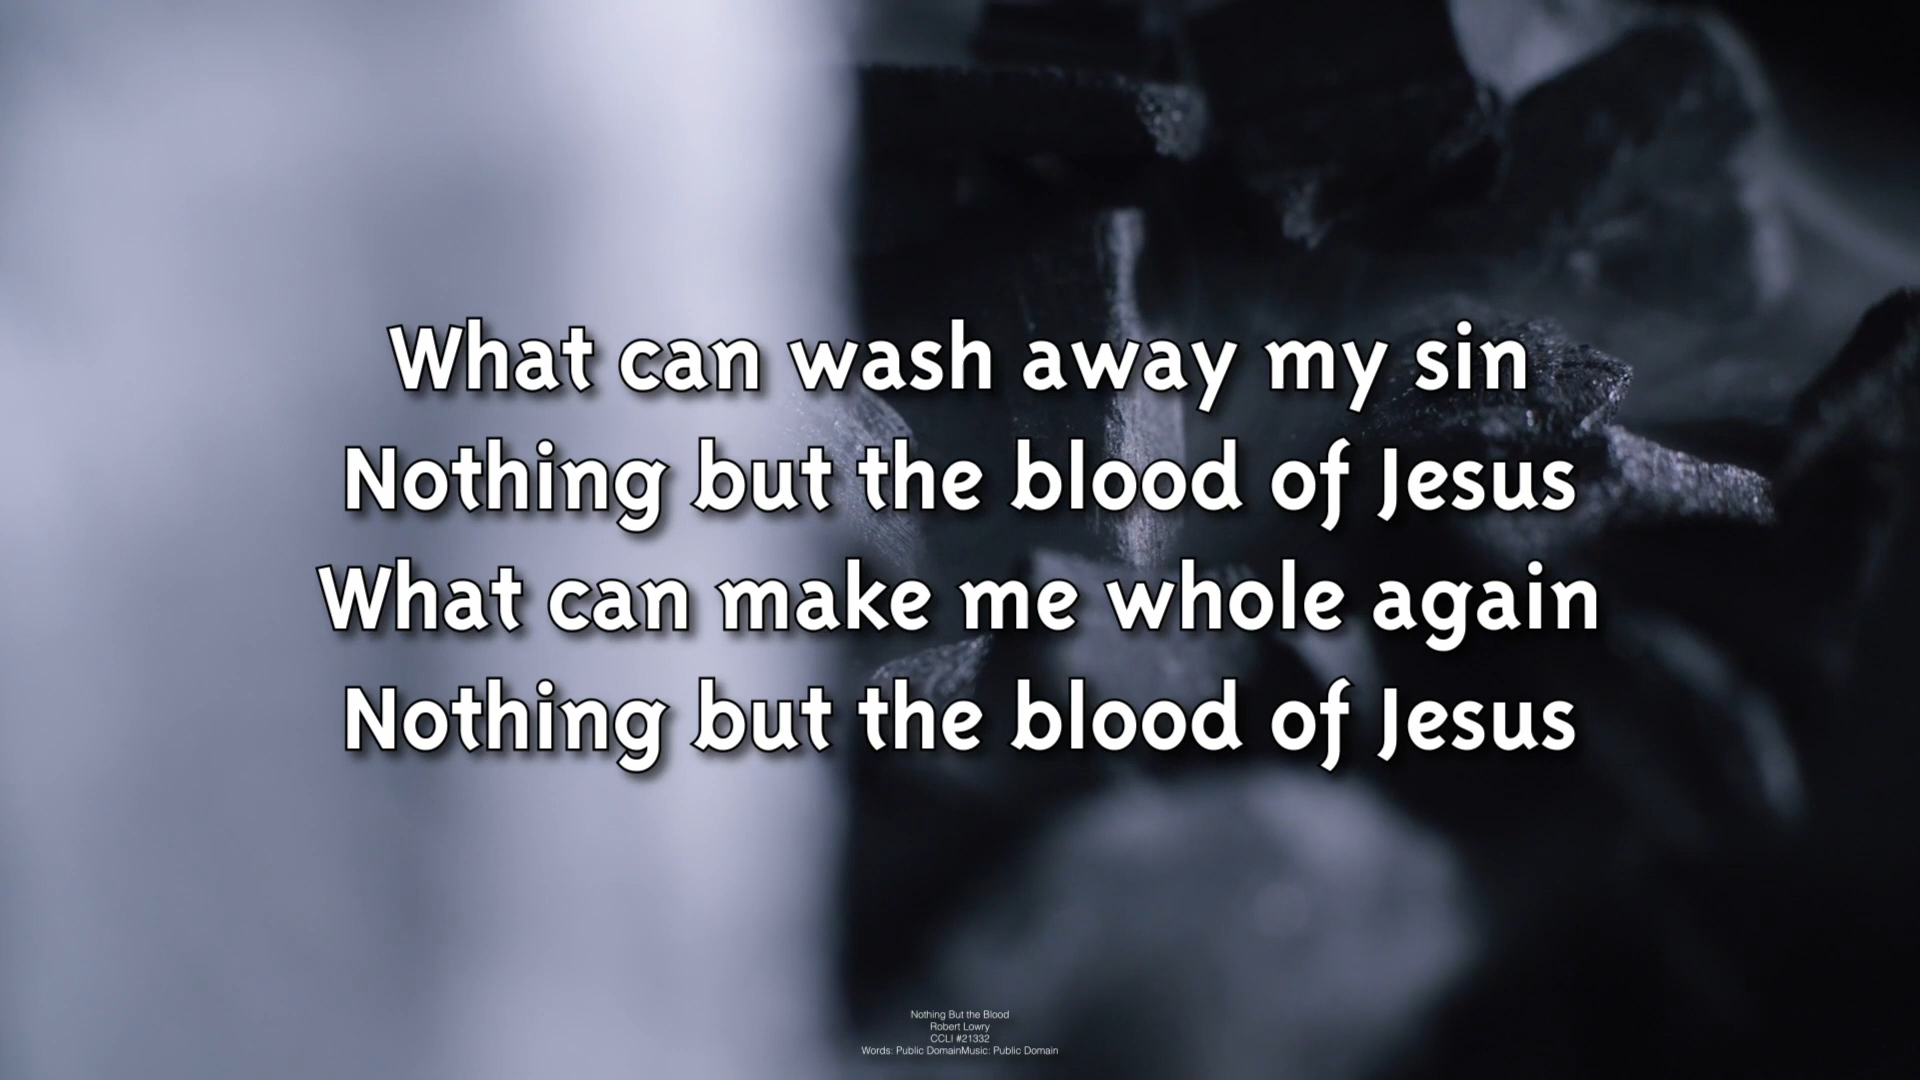 What can wash away my sin
Nothing but the blood of Jesus
What can make me whole again
Nothing but the blood of Jesus
Nothing But the Blood
Robert Lowry
CCLI #21332
Words: Public DomainMusic: Public Domain